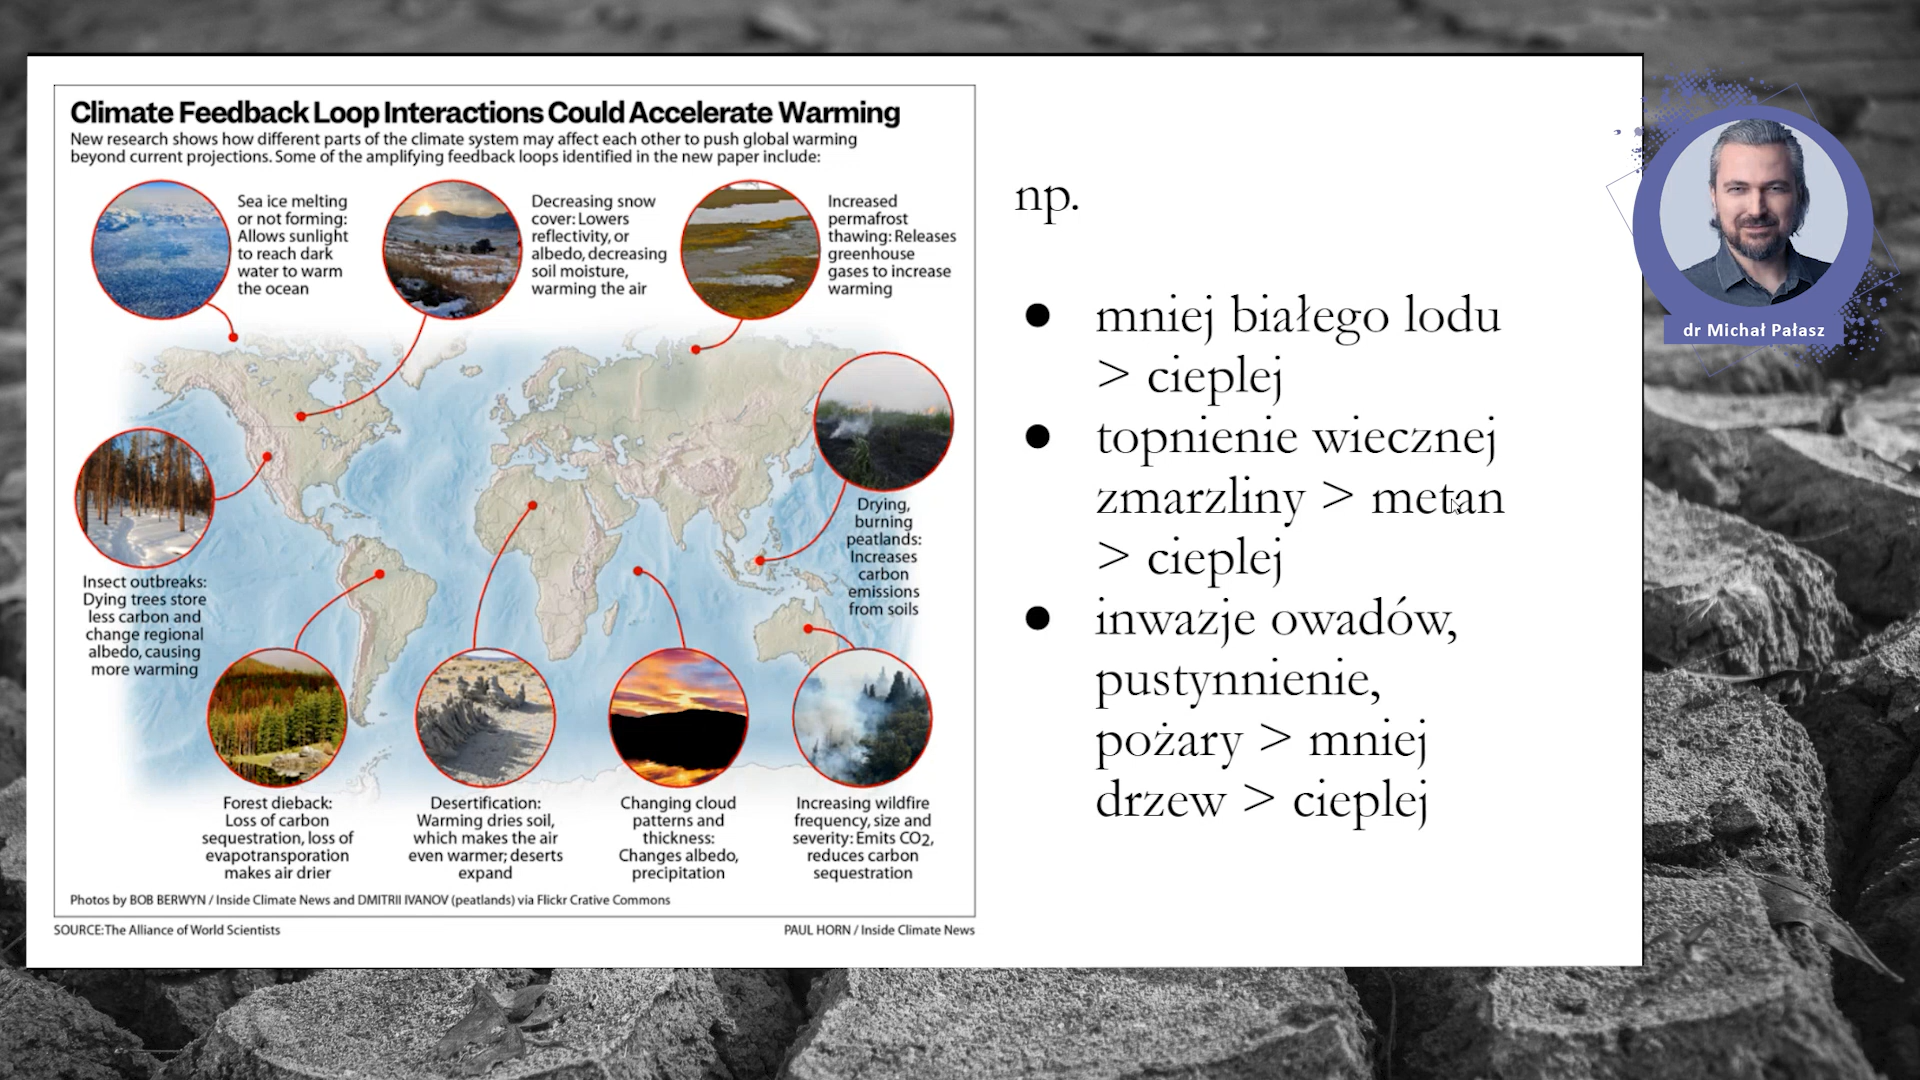 Climate Feedback Loop Interactions Could Accelerate Warming
New research shows how different parts of the climate system may affect each other to push global warming
beyond current projections. Some of the amplifying feedback loops identified in the new paper include:
Sea ice melting
or not forming:
Allows sunlight
to reach dark
water to warm
the ocean
Decreasing snow
cover: Lowers
reflectivity, or
albedo, decreasing
soil moisture,
warming the air
Increased
permafrost
thawing: Releases
greenhouse
gases to increase
warming
Drying,
burning
peatlands:
Increases
carbon
emissions
from soils
Insect outbreaks:
Dying trees store
less carbon and
change regional
albedo, causing
more warming
Forest dieback:
Loss of carbon
sequestration, loss of
evapotransporation
makes air drier
Desertification:
Warming dries soil,
which makes the air
even warmer; deserts
expand
Changing cloud
patterns and
thickness:
Changes albedo,
precipitation
Increasing wildfire
frequency, size and
severity: Emits CO2,
reduces carbon
sequestration
Photos by BOB BERWYN / Inside Climate News and DMITRII IVANOV (peatlands) via Flickr Crative Commons
SOURCE: The Alliance of World Scientists
PAUL HORN / Inside Climate News
np.
● mniej białego lodu
> cieplej
● topnienie wiecznej
zmarzliny > metan
> cieplej
● inwazje owadów,
pustynnienie,
pożary > mniej
drzew > cieplej
dr Michał Pałasz